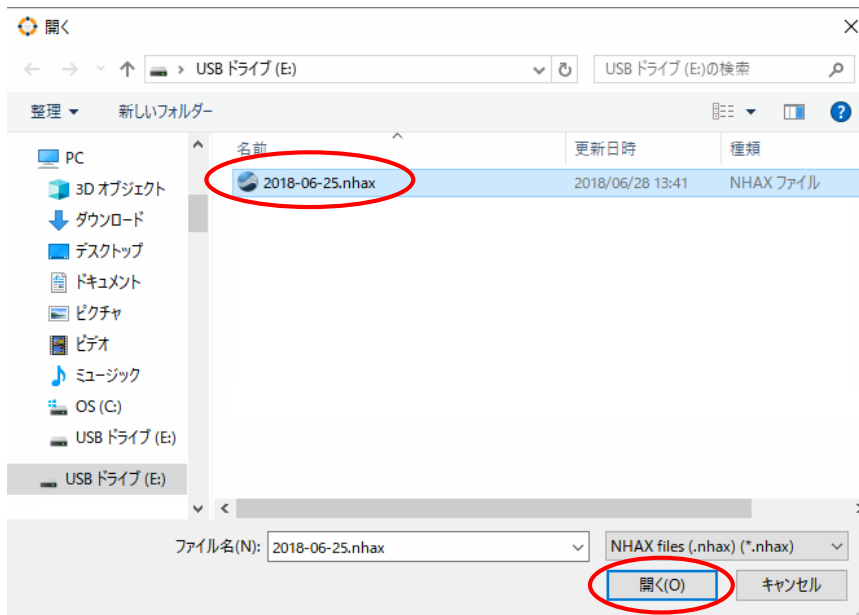 開く
USB ドライブ (E:)
USB ドライブ (E:)の検索
整理
新しいフォルダー
?
PC
3D オブジェクト
ダウンロード
デスクトップ
ドキュメント
ピクチャ
ビデオ
ミュージック
OS (C:)
USB ドライブ (E:)
USB ドライブ (E:)
名前 更新日時 種類
2018-06-25.nhax 2018/06/28 13:41 NHAX ファイル
ファイル名(N): 2018-06-25.nhax NHAX files (.nhax) (*.nhax)
開く(O) キャンセル